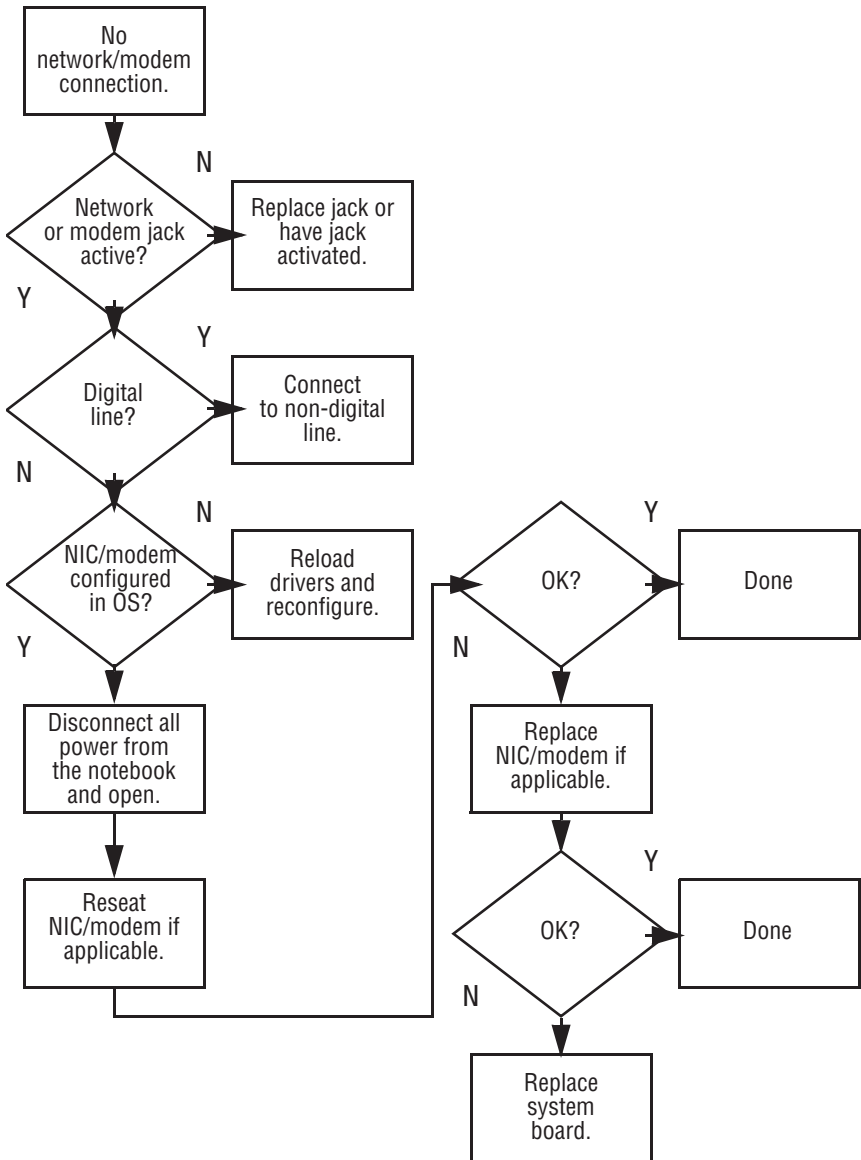 No
network/modem
connection.
N
Network
or modem jack
active?
Replace jack or
have jack
activated.
Y
Y
Digital
line?
Connect
to non-digital
line.
N
N
NIC/modem
configured
in OS?
Reload
drivers and
reconfigure.
Y
Disconnect all
power from
the notebook
and open.
Reseat
NIC/modem if
applicable.
Y
OK?
Done
N
Replace
NIC/modem if
applicable.
Y
OK?
Done
N
Replace
system
board.